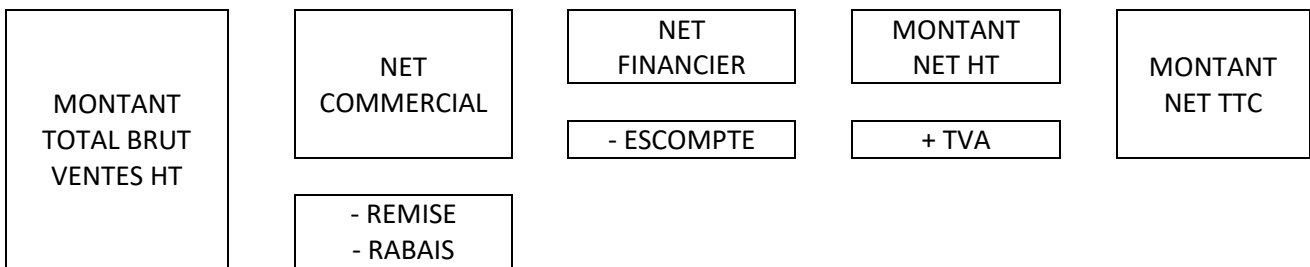 MONTANT
TOTAL BRUT
VENTES HT
NET
COMMERCIAL
- REMISE
- RABAIS
NET
FINANCIER
- ESCOMPTE
MONTANT
NET HT
+ TVA
MONTANT
NET TTC